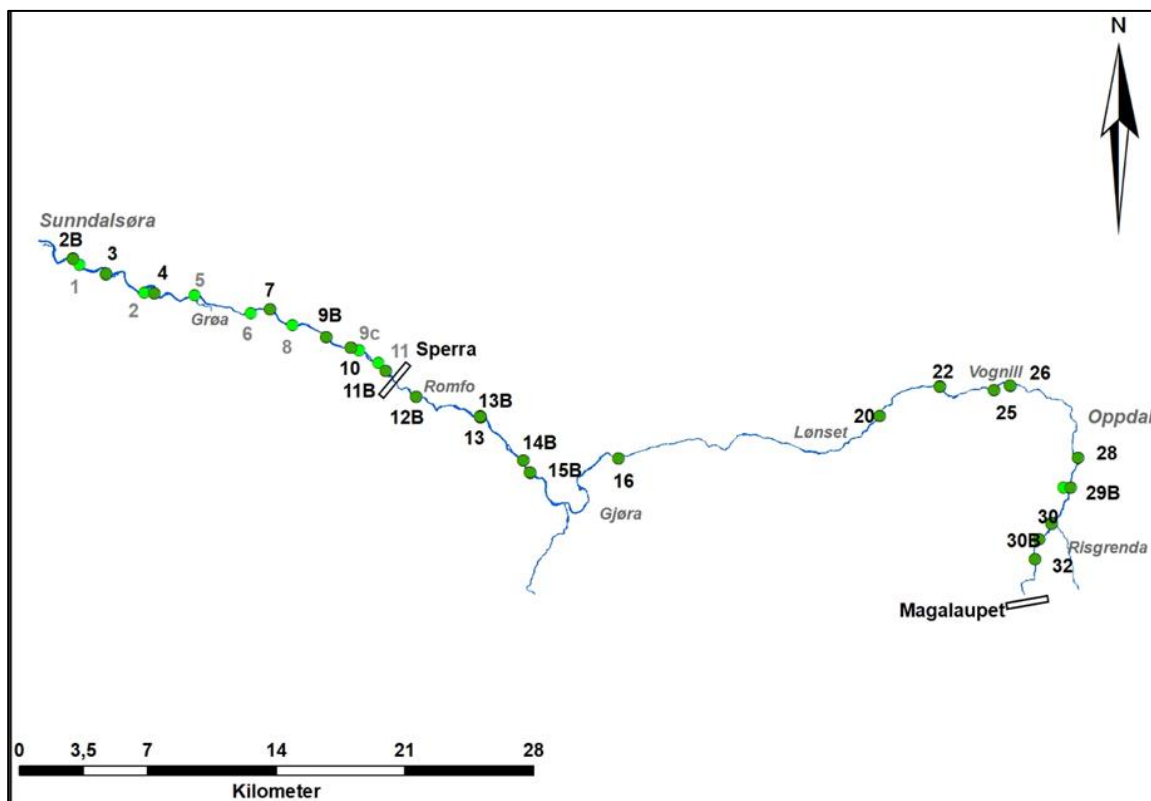 N
Sunndalsøra
2B
3
1
2
4
5
Grøa
7
6
8
9B
9c
10
11
Sperra
11B
Romfo
12B
13B
13
14B
15B
16
Gjøra
Lønset
20
22
Vognill
25
26
Oppdal
28
29B
30
30B
Risgrenda
32
Magalaupet
0 3,5 7 14 21 28
Kilometer